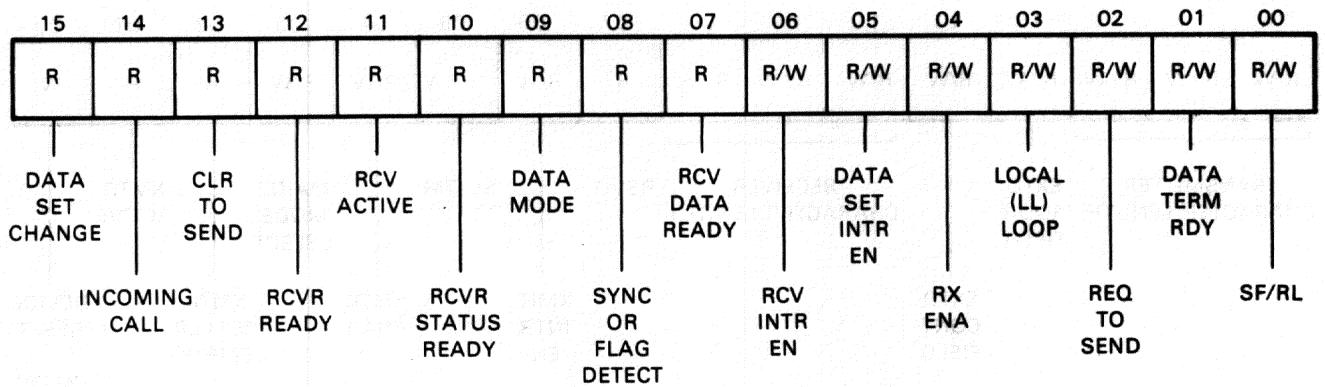 15 14 13 12 11 10 09 08 07 06 05 04 03 02 01 00
R R R R R R R R R R/W R/W R/W R/W R/W R/W R/W
DATA
SET
CHANGE
INCOMING
CALL
CLR
TO
SEND
RCVR
READY
RCV
ACTIVE
RCVR
STATUS
READY
DATA
MODE
SYNC
OR
FLAG
DETECT
RCV
DATA
READY
RCV
INTR
EN
DATA
SET
INTR
EN
RX
ENA
LOCAL
(LL)
LOOP
REQ
TO
SEND
DATA
TERM
RDY
SF/RL